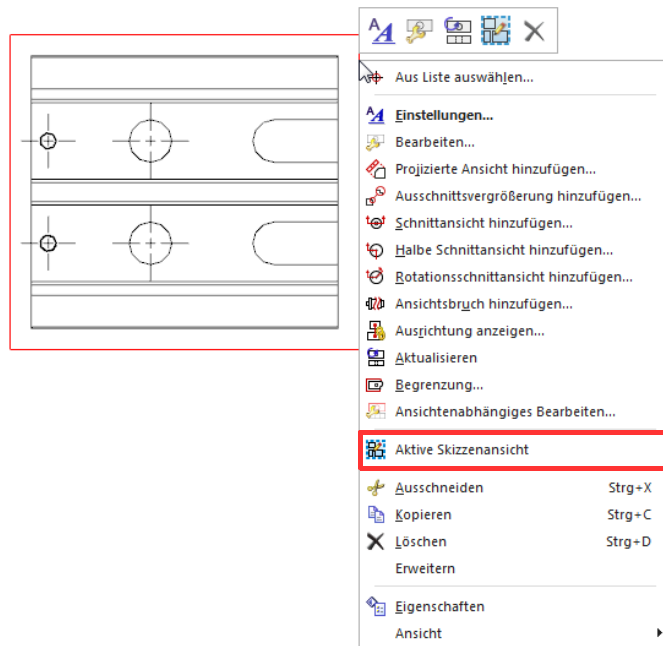 Aus Liste auswählen...
Einstellungen...
Bearbeiten...
Projizierte Ansicht hinzufügen...
Ausschnittsvergrößerung hinzufügen...
Schnittansicht hinzufügen...
Halbe Schnittansicht hinzufügen...
Rotationsschnittansicht hinzufügen...
Ansichtsbruch hinzufügen...
Ausrichtung anzeigen...
Aktualisieren
Begrenzung...
Ansichtenabhängiges Bearbeiten...
Aktive Skizzenansicht
Ausschneiden Strg+X
Kopieren Strg+C
Löschen Strg+D
Erweitern
Eigenschaften
Ansicht